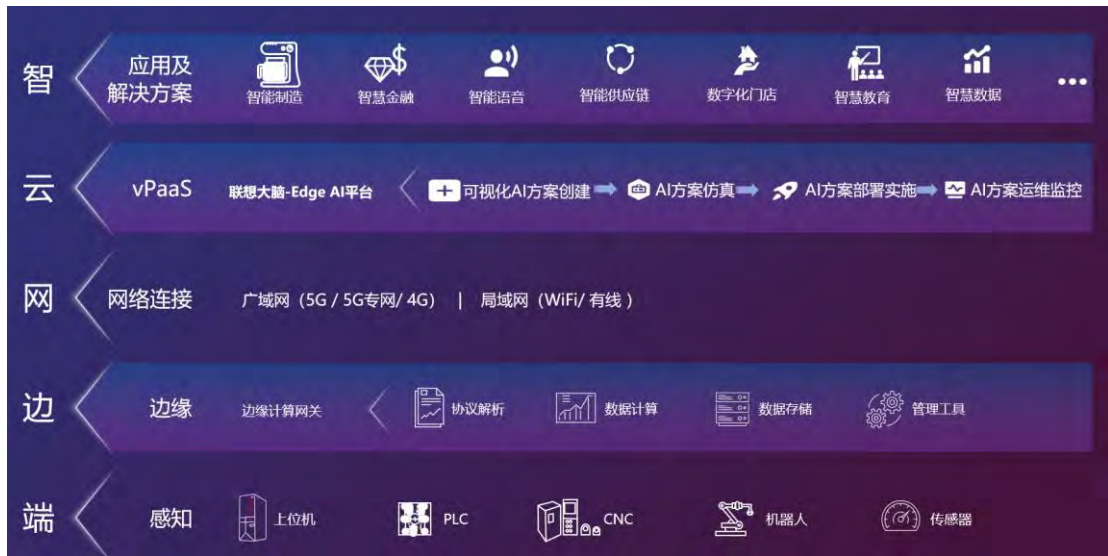 智
应用及
解决方案
智能制造
智慧金融
智能语音
智能供应链
数字化门店
智慧教育
智慧数据
•••
云
vPaaS
联想大脑-Edge AI平台
可视化AI方案创建
AI方案仿真
AI方案部署实施
AI方案运维监控
网
网络连接
广域网（5G / 5G专网/ 4G） | 局域网（WiFi/ 有线 ）
边
边缘
边缘计算网关
协议解析
数据计算
数据存储
管理工具
端
感知
上位机
PLC
CNC
机器人
传感器